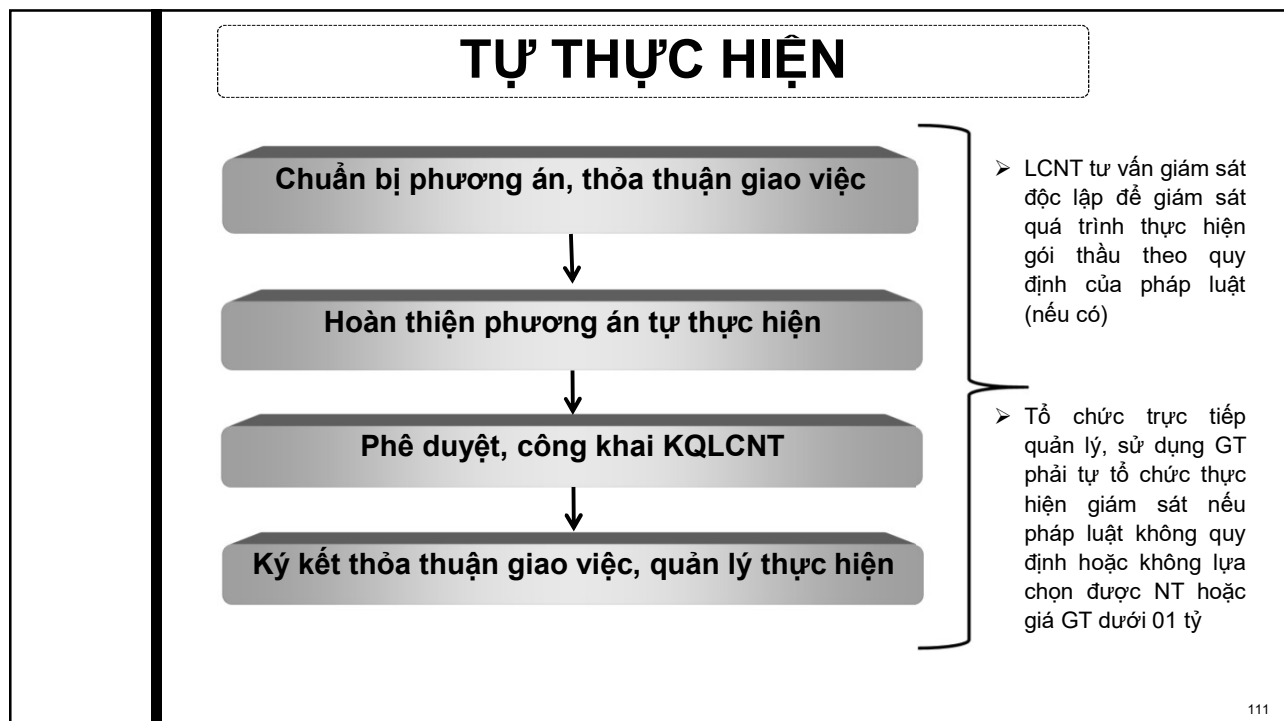 TỰ THỰC HIỆN
Chuẩn bị phương án, thỏa thuận giao việc
Hoàn thiện phương án tự thực hiện
Phê duyệt, công khai KQLCNT
Ký kết thỏa thuận giao việc, quản lý thực hiện
➢ LCNT tư vấn giám sát
độc lập để giám sát
quá trình thực hiện
gói thầu theo quy
định của pháp luật
(nếu có)
➢ Tổ chức trực tiếp
quản lý, sử dụng GT
phải tự tổ chức thực
hiện giám sát nếu
pháp luật không quy
định hoặc không lựa
chọn được NT hoặc
giá GT dưới 01 tỷ
111